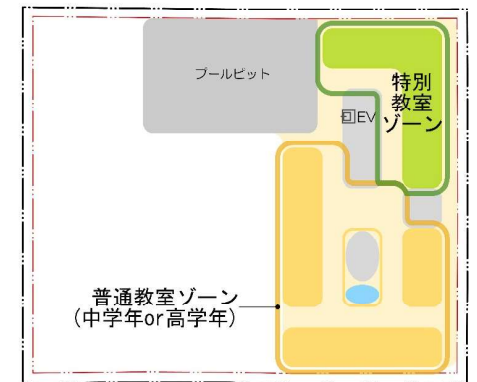 プールピット
特別
教室
ゾーン
EV
普通教室ゾーン
(中学年or高学年)